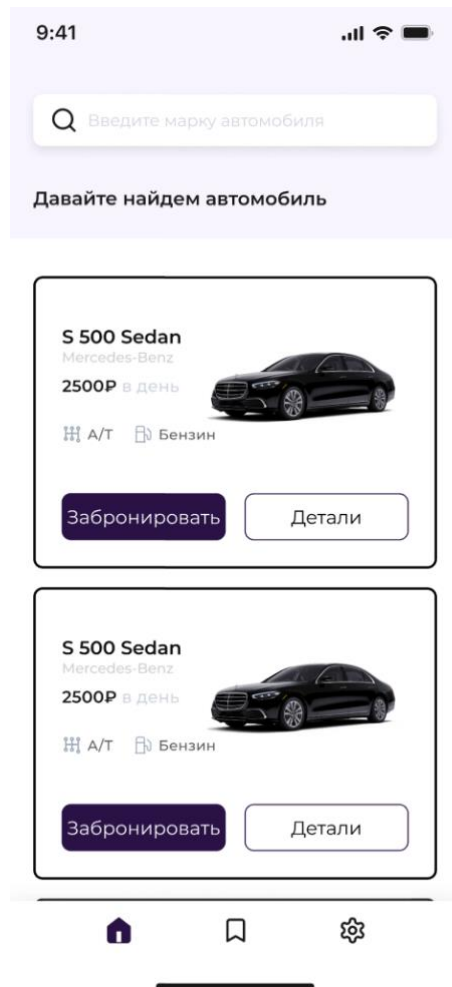 9:41
Введите марку автомобиля
Давайте найдем автомобиль
S 500 Sedan
Mercedes-Benz
2500₽ в день
A/T Бензин
Забронировать Детали
S 500 Sedan
Mercedes-Benz
2500₽ в день
A/T Бензин
Забронировать Детали